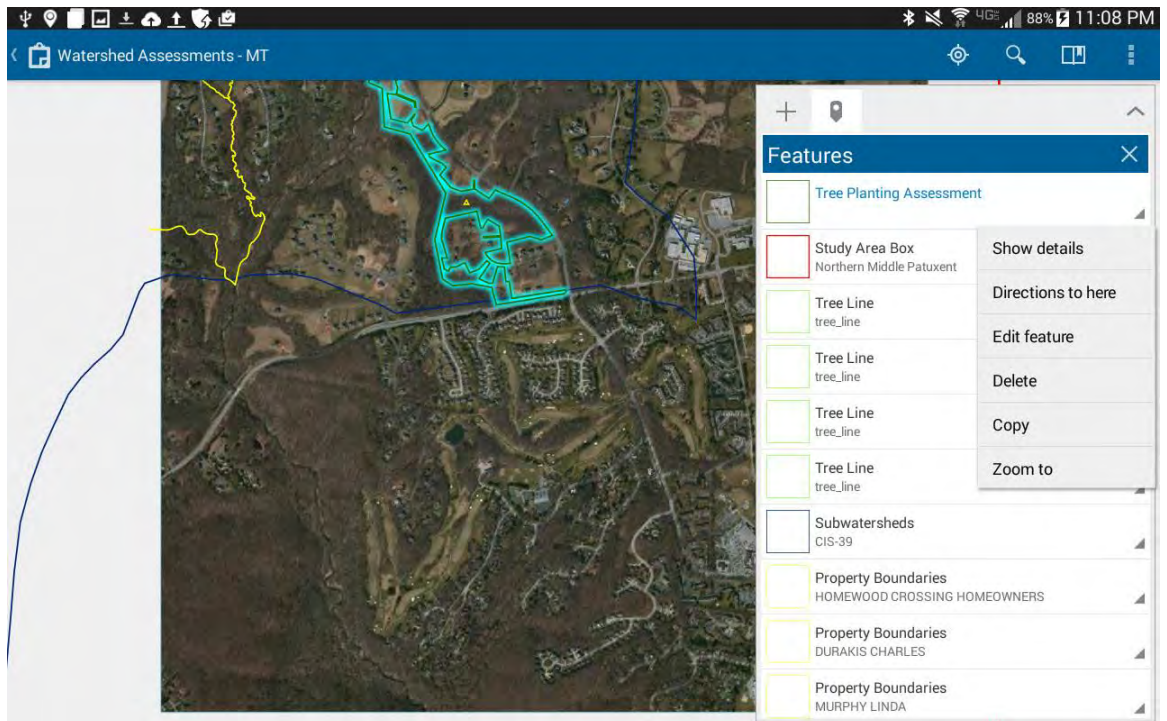 4G 88% 11:08 PM
Watershed Assessments - MT
Features
Tree Planting Assessment
Study Area Box
Northern Middle Patuxent
Tree Line
tree_line
Tree Line
tree_line
Tree Line
tree_line
Tree Line
tree_line
Subwatersheds
CIS-39
Property Boundaries
HOMEWOOD CROSSING HOMEOWNERS
Property Boundaries
DURAKIS CHARLES
Property Boundaries
MURPHY LINDA
Show details
Directions to here
Edit feature
Delete
Copy
Zoom to